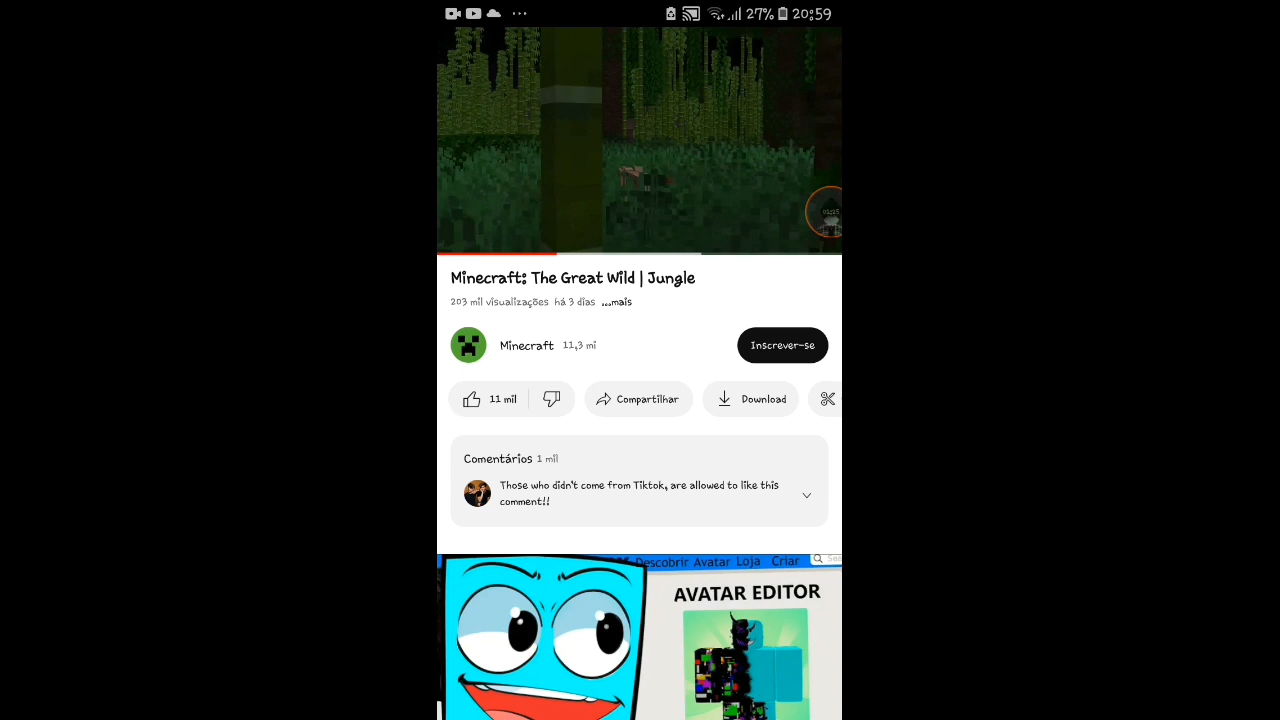 27% 20:59
01:25
Minecraft: The Great Wild | Jungle
203 mil visualizações há 3 dias ...mais
Minecraft 11,3 mi
Inscrever-se
11 mil
Compartilhar
Download
Comentários 1 mil
Those who didn't come from Tiktok, are allowed to like this
comment!!
Descobrir Avatar Loja Criar
AVATAR EDITOR